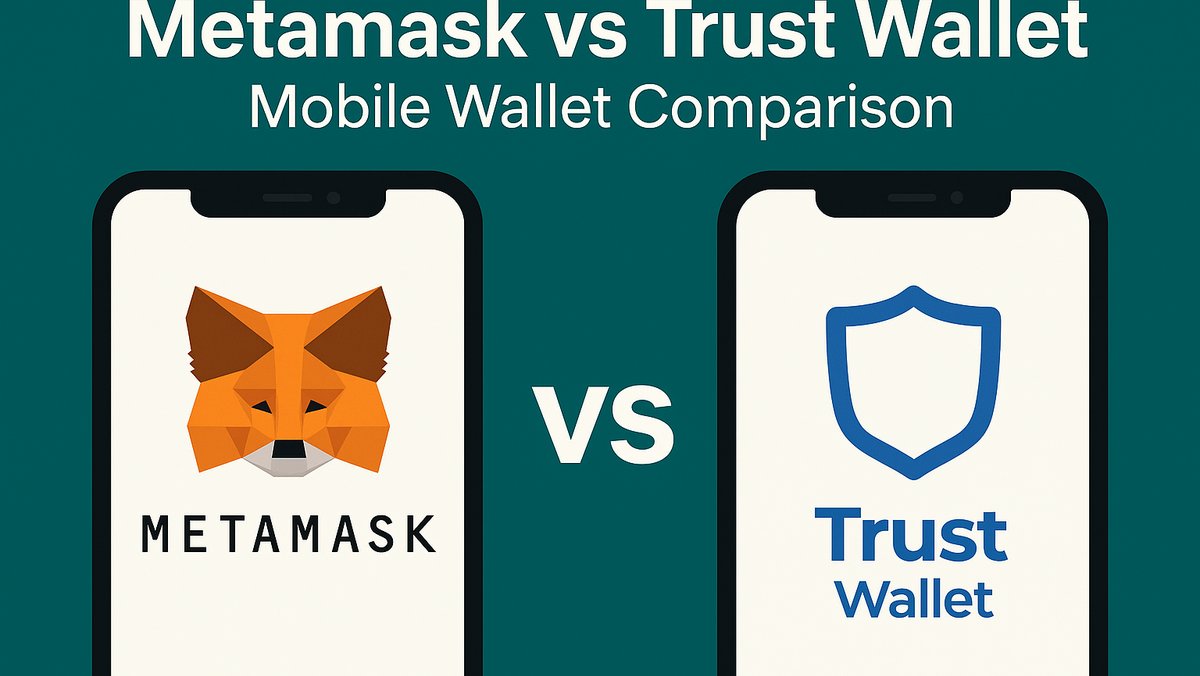 Metamask vs Trust Wallet
Mobile Wallet Comparison
METAMASK
VS
Trust
Wallet